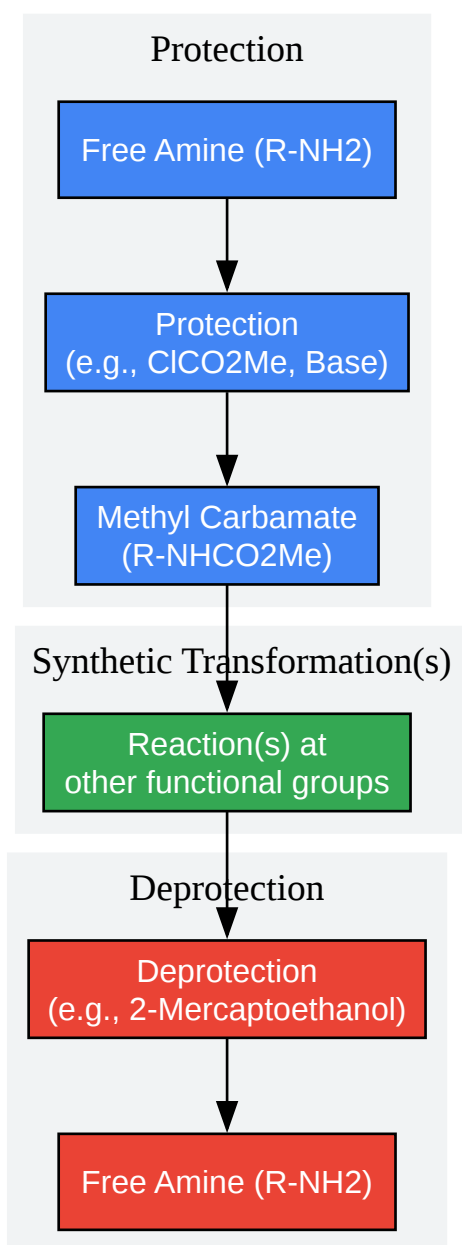 Protection
Free Amine (R-NH2)
Protection
(e.g., ClCO2Me, Base)
Methyl Carbamate
(R-NHCO2Me)
Synthetic Transformation(s)
Reaction(s) at
other functional groups
Deprotection
Deprotection
(e.g., 2-Mercaptoethanol)
Free Amine (R-NH2)